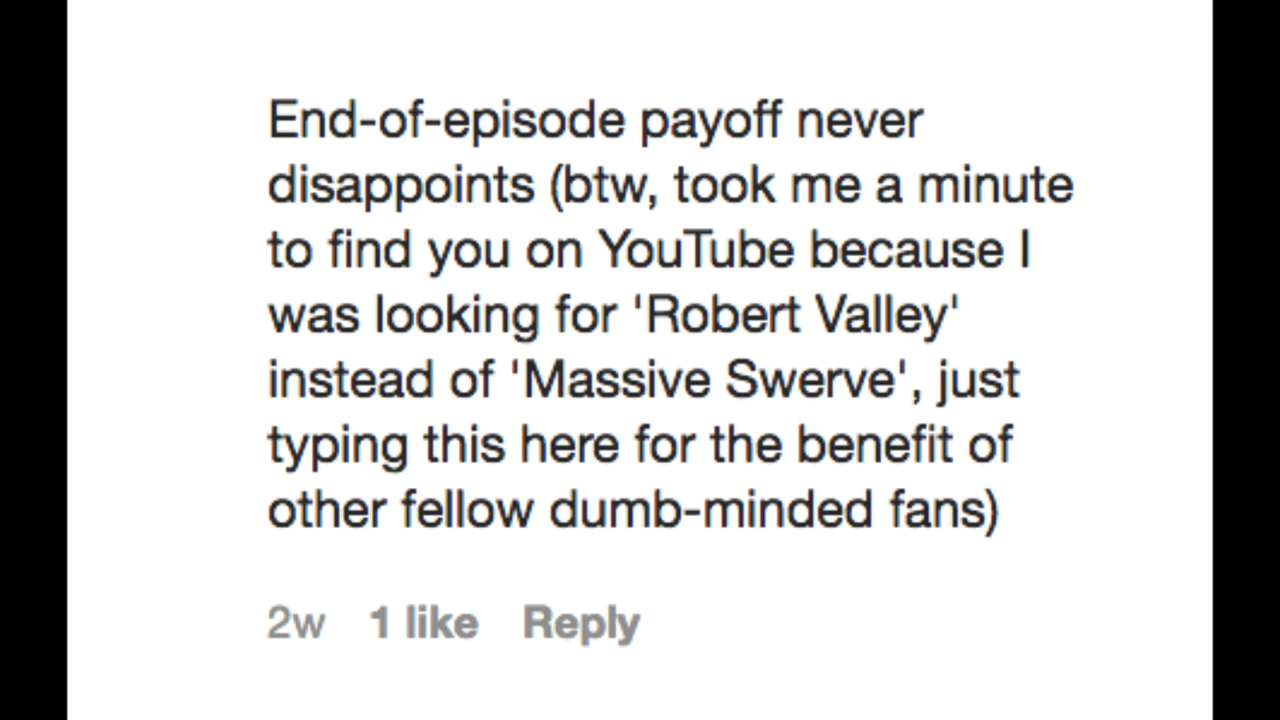 End-of-episode payoff never
disappoints (btw, took me a minute
to find you on YouTube because I
was looking for 'Robert Valley'
instead of 'Massive Swerve', just
typing this here for the benefit of
other fellow dumb-minded fans)
2w 1 like Reply